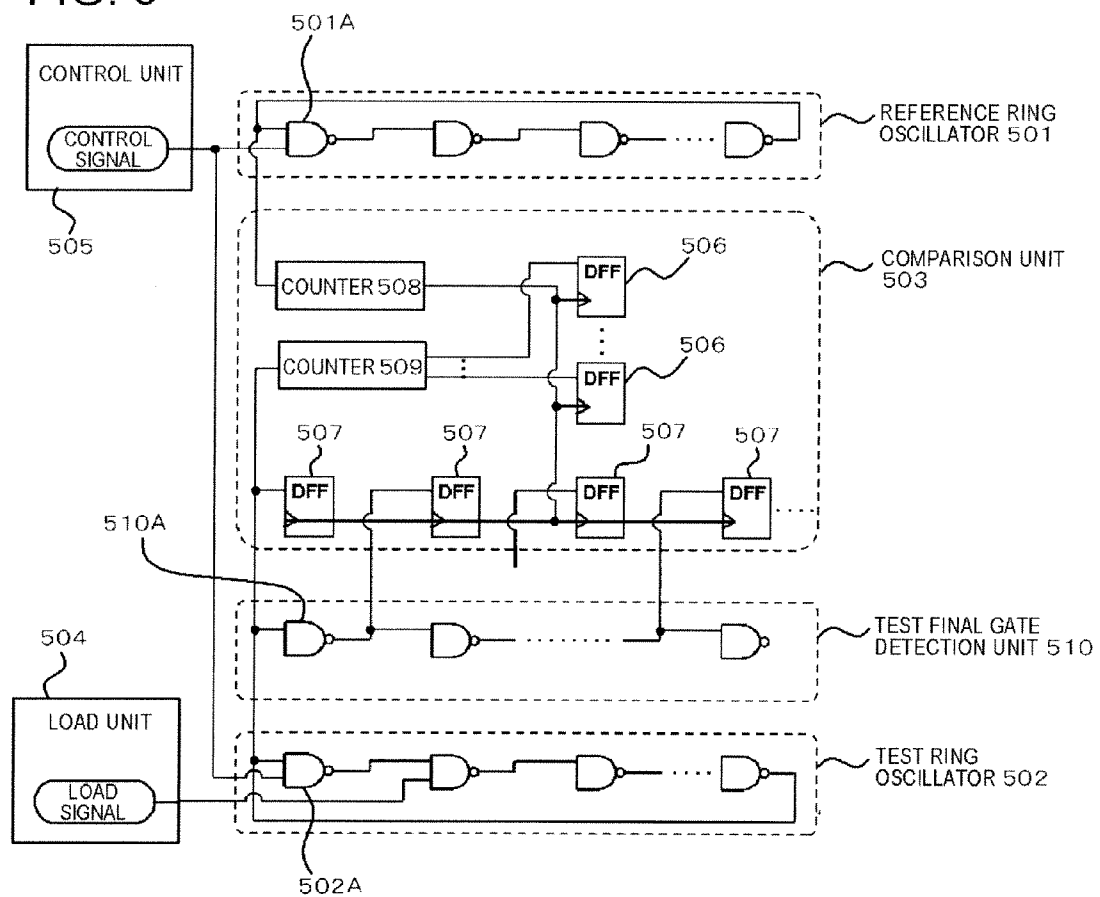 501A
CONTROL UNIT
CONTROL
SIGNAL
505
REFERENCE RING
OSCILLATOR 501
COUNTER 508
COUNTER 509
DFF
506
DFF
506
COMPARISON UNIT
503
507
507
507
507
DFF
DFF
DFF
DFF
510A
TEST FINAL GATE
DETECTION UNIT 510
504
LOAD UNIT
LOAD
SIGNAL
TEST RING
OSCILLATOR 502
502A